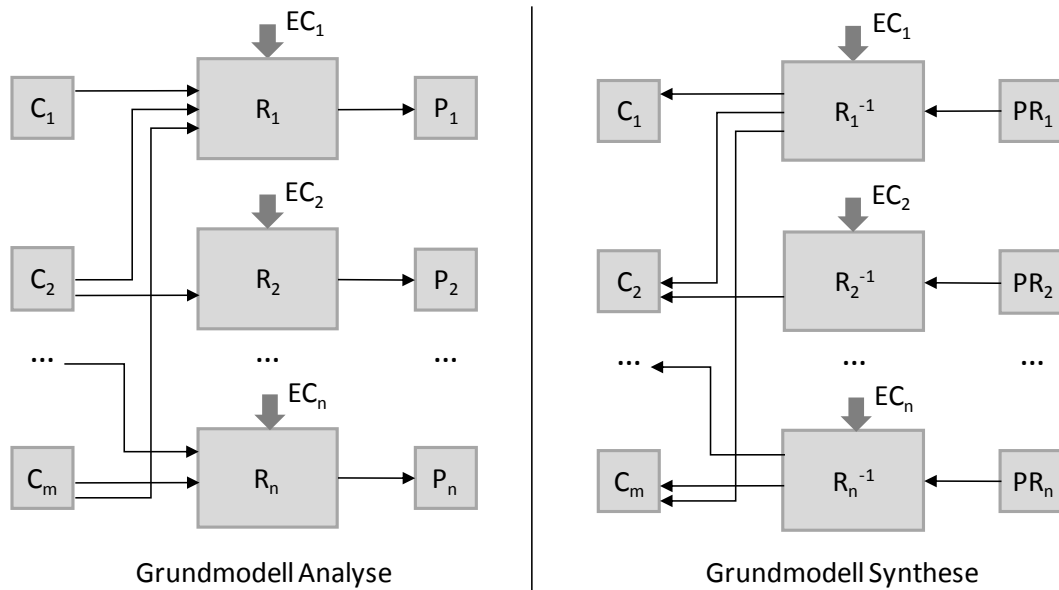 EC₁
C₁ R₁ P₁
EC₂
C₂ R₂ P₂
... ... ...
ECₙ
Cₘ Rₙ Pₙ
Grundmodell Analyse
EC₁
C₁ R₁⁻¹ PR₁
EC₂
C₂ R₂⁻¹ PR₂
... ... ...
ECₙ
Cₘ Rₙ⁻¹ PRₙ
Grundmodell Synthese